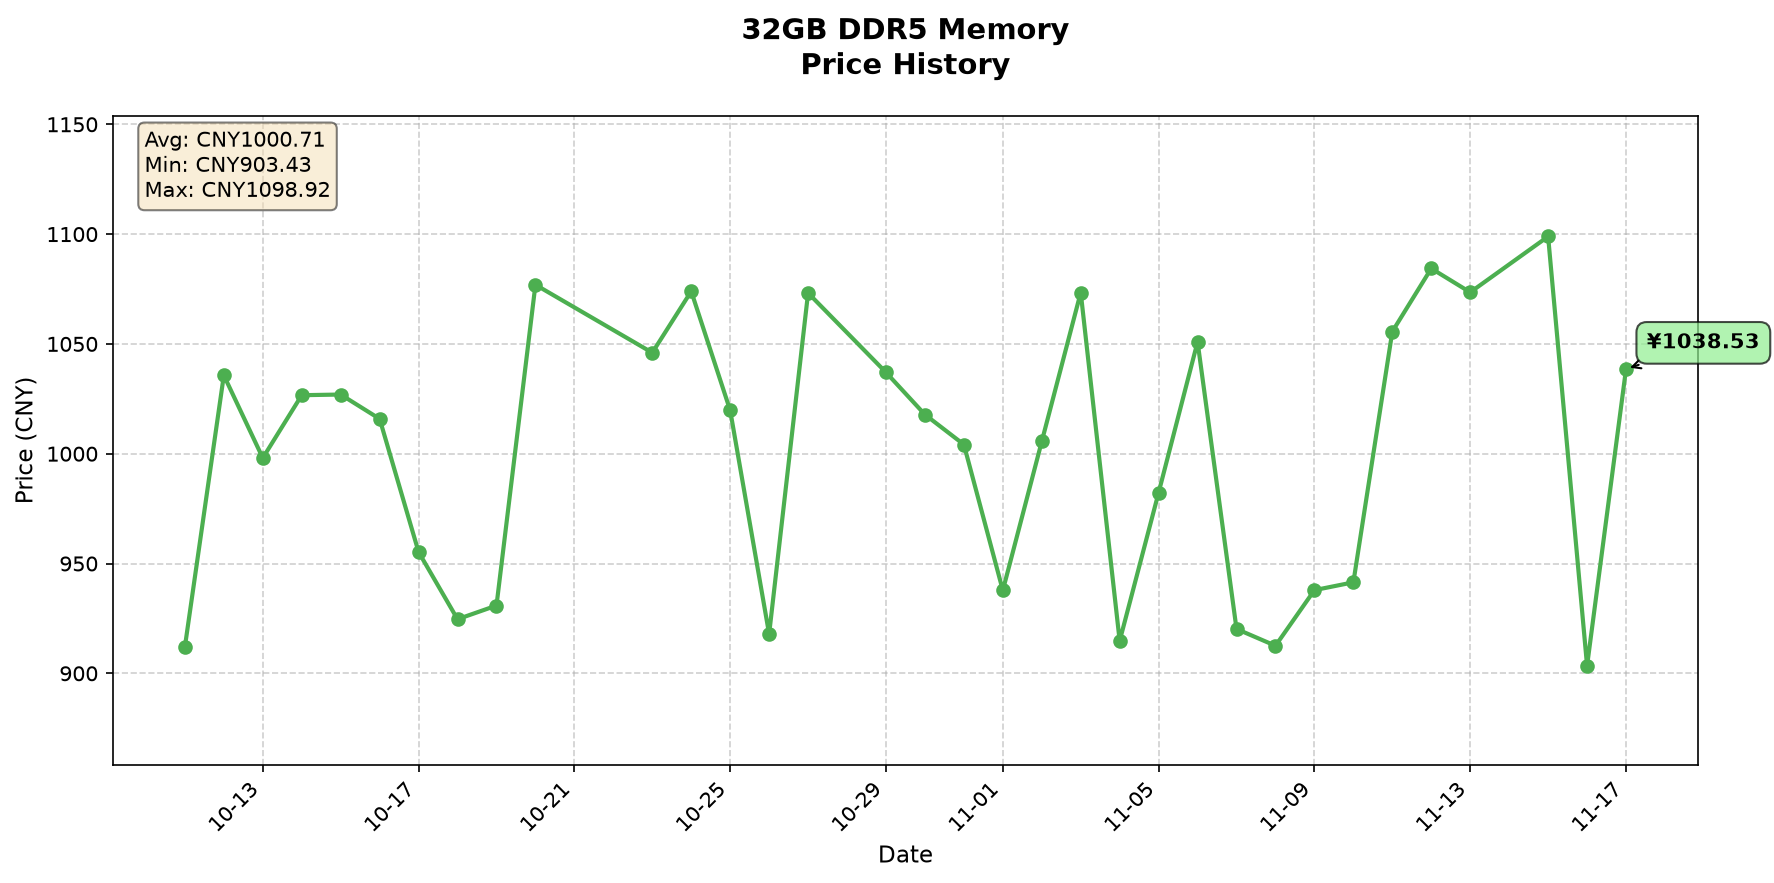 32GB DDR5 Memory
Price History
Avg: CNY1000.71
Min: CNY903.43
Max: CNY1098.92
¥1038.53
Price (CNY)
1150
1100
1050
1000
950
900
10-13
10-17
10-21
10-25
10-29
11-01
11-05
11-09
11-13
11-17
Date